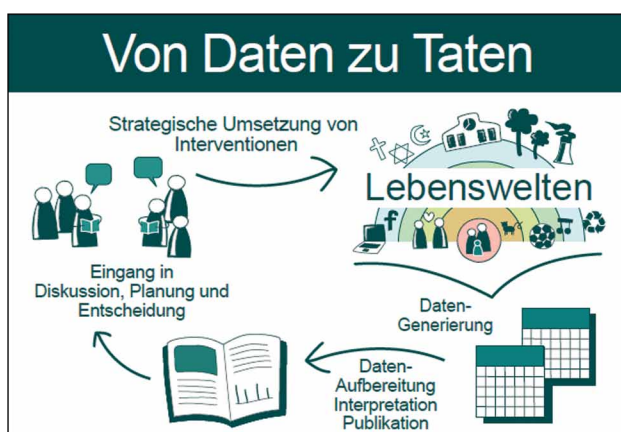 Von Daten zu Taten
Strategische Umsetzung von
Interventionen
Lebenswelten
f
Eingang in
Diskussion, Planung und
Entscheidung
Daten-
Generierung
Daten-
Aufbereitung
Interpretation
Publikation